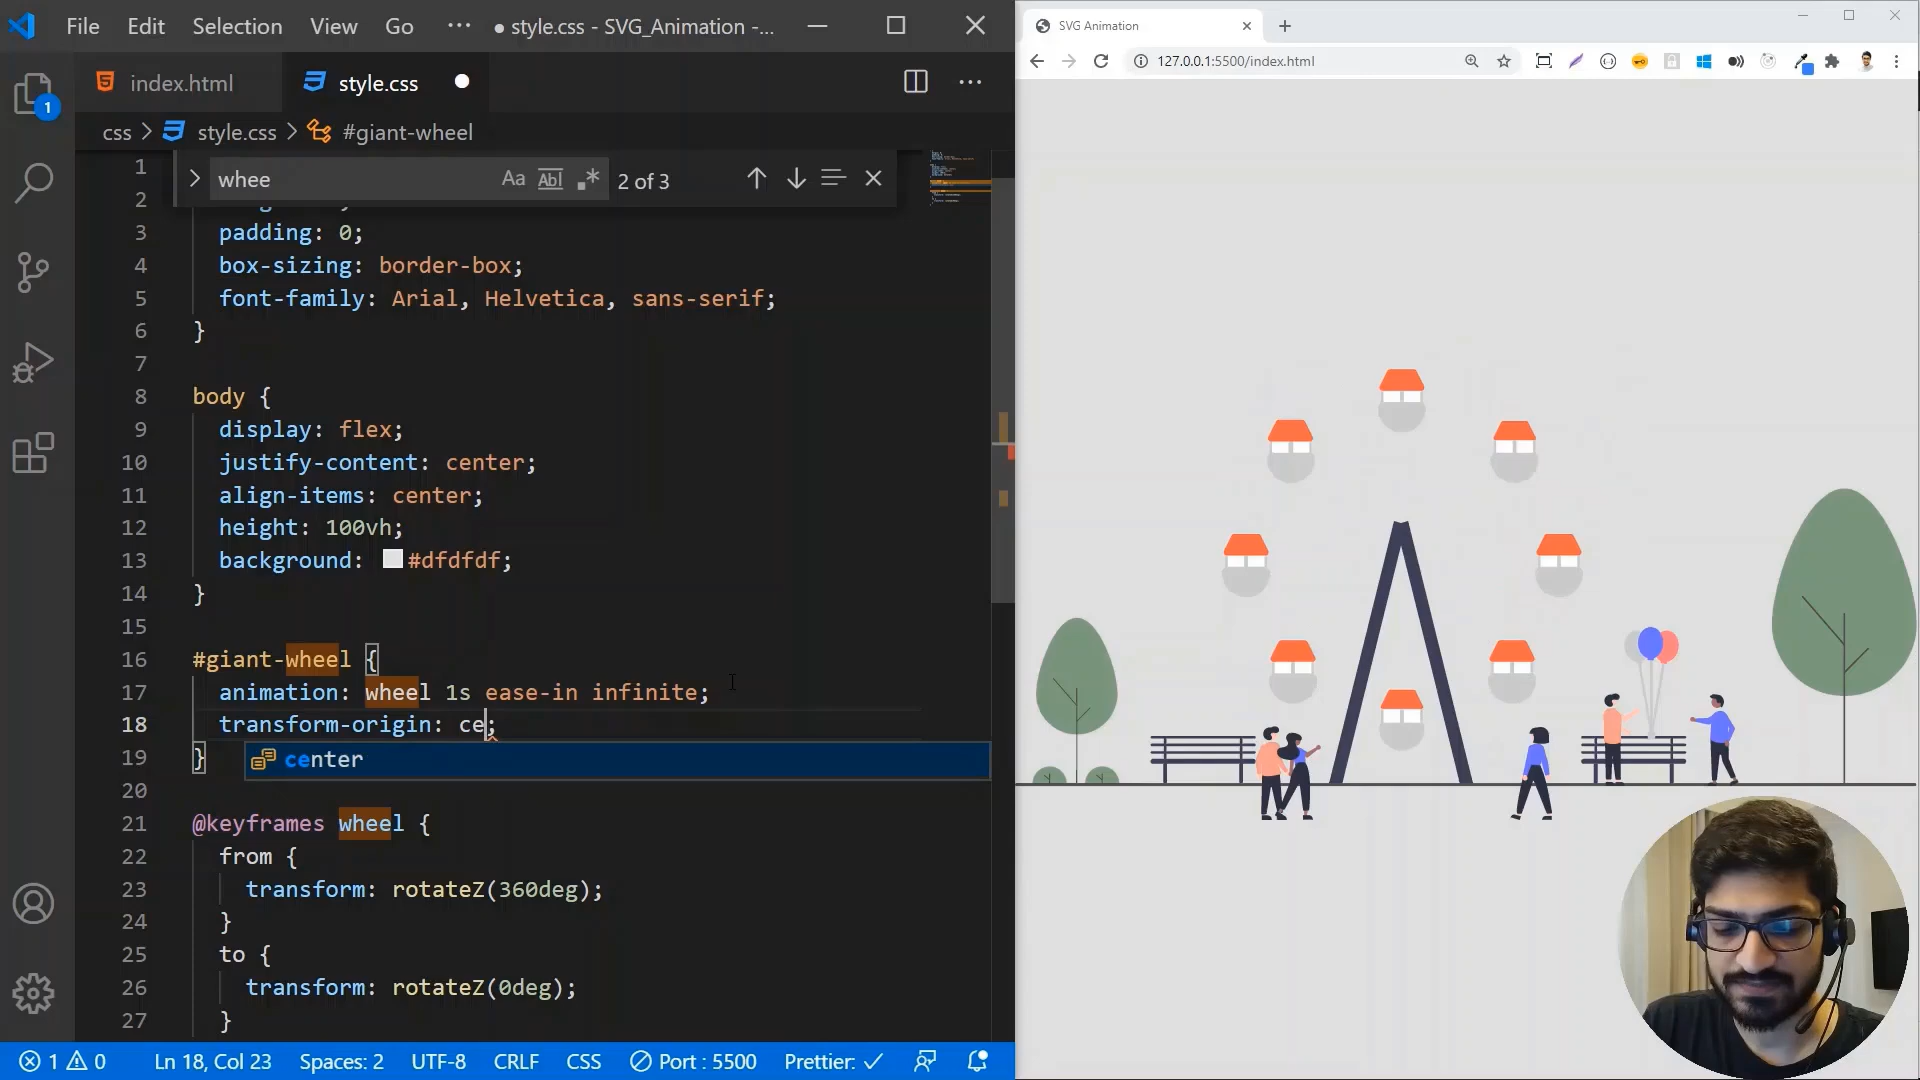 File Edit Selection View Go ··· ● style.css - SVG_Animation -...
index.html style.css ●
css > style.css > #giant-wheel
whee Aa Abl .* 2 of 3
1
2
3 padding: 0;
4 box-sizing: border-box;
5 font-family: Arial, Helvetica, sans-serif;
6 }
7
8 body {
9 display: flex;
10 justify-content: center;
11 align-items: center;
12 height: 100vh;
13 background: #dfdfdf;
14 }
15
16 #giant-wheel {
17 animation: wheel 1s ease-in infinite;
18 transform-origin: ce;
19 }
center
20
21 @keyframes wheel {
22 from {
23 transform: rotateZ(360deg);
24 }
25 to {
26 transform: rotateZ(0deg);
27 }
1
1 0 Ln 18, Col 23 Spaces: 2 UTF-8 CRLF CSS Port : 5500 Prettier: ✓
SVG Animation
127.0.0.1:5500/index.html